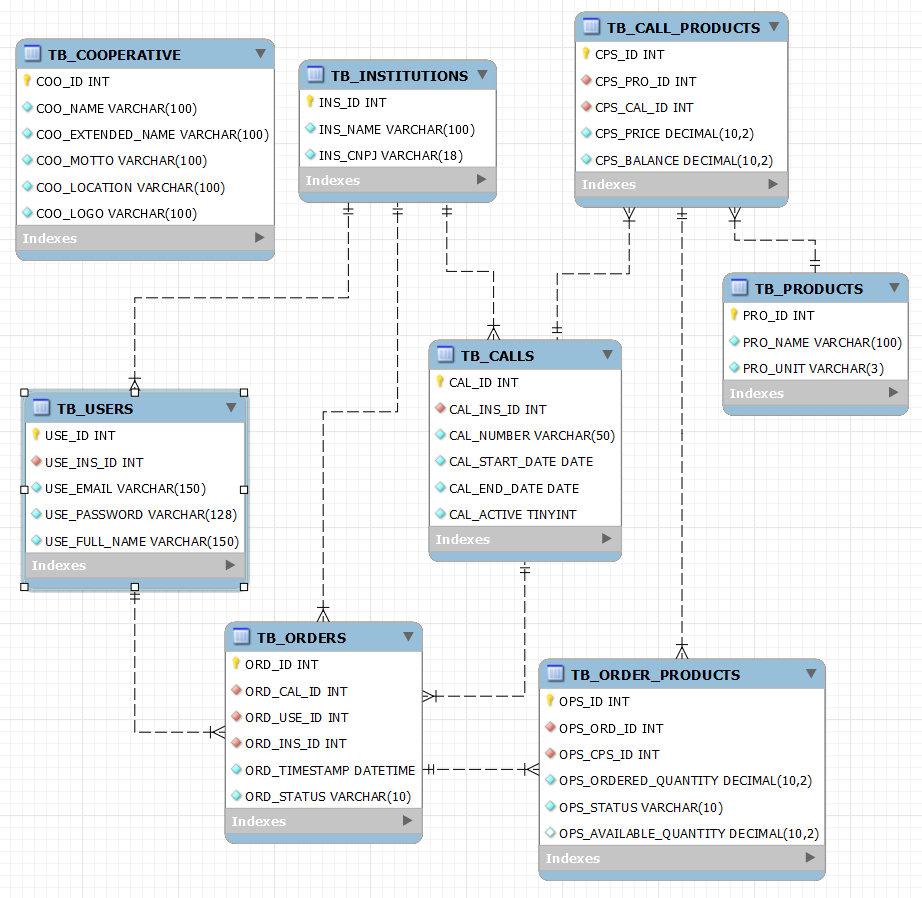 TB_COOPERATIVE
COO_ID INT
COO_NAME VARCHAR(100)
COO_EXTENDED_NAME VARCHAR(100)
COO_MOTTO VARCHAR(100)
COO_LOCATION VARCHAR(100)
COO_LOGO VARCHAR(100)
Indexes
TB_INSTITUTIONS
INS_ID INT
INS_NAME VARCHAR(100)
INS_CNPJ VARCHAR(18)
Indexes
TB_CALL_PRODUCTS
CPS_ID INT
CPS_PRO_ID INT
CPS_CAL_ID INT
CPS_PRICE DECIMAL(10,2)
CPS_BALANCE DECIMAL(10,2)
Indexes
TB_PRODUCTS
PRO_ID INT
PRO_NAME VARCHAR(100)
PRO_UNIT VARCHAR(3)
Indexes
TB_CALLS
CAL_ID INT
CAL_INS_ID INT
CAL_NUMBER VARCHAR(50)
CAL_START_DATE DATE
CAL_END_DATE DATE
CAL_ACTIVE TINYINT
Indexes
TB_USERS
USE_ID INT
USE_INS_ID INT
USE_EMAIL VARCHAR(150)
USE_PASSWORD VARCHAR(128)
USE_FULL_NAME VARCHAR(150)
Indexes
TB_ORDERS
ORD_ID INT
ORD_CAL_ID INT
ORD_USE_ID INT
ORD_INS_ID INT
ORD_TIMESTAMP DATETIME
ORD_STATUS VARCHAR(10)
Indexes
TB_ORDER_PRODUCTS
OPS_ID INT
OPS_ORD_ID INT
OPS_CPS_ID INT
OPS_ORDERED_QUANTITY DECIMAL(10,2)
OPS_STATUS VARCHAR(10)
OPS_AVAILABLE_QUANTITY DECIMAL(10,2)
Indexes